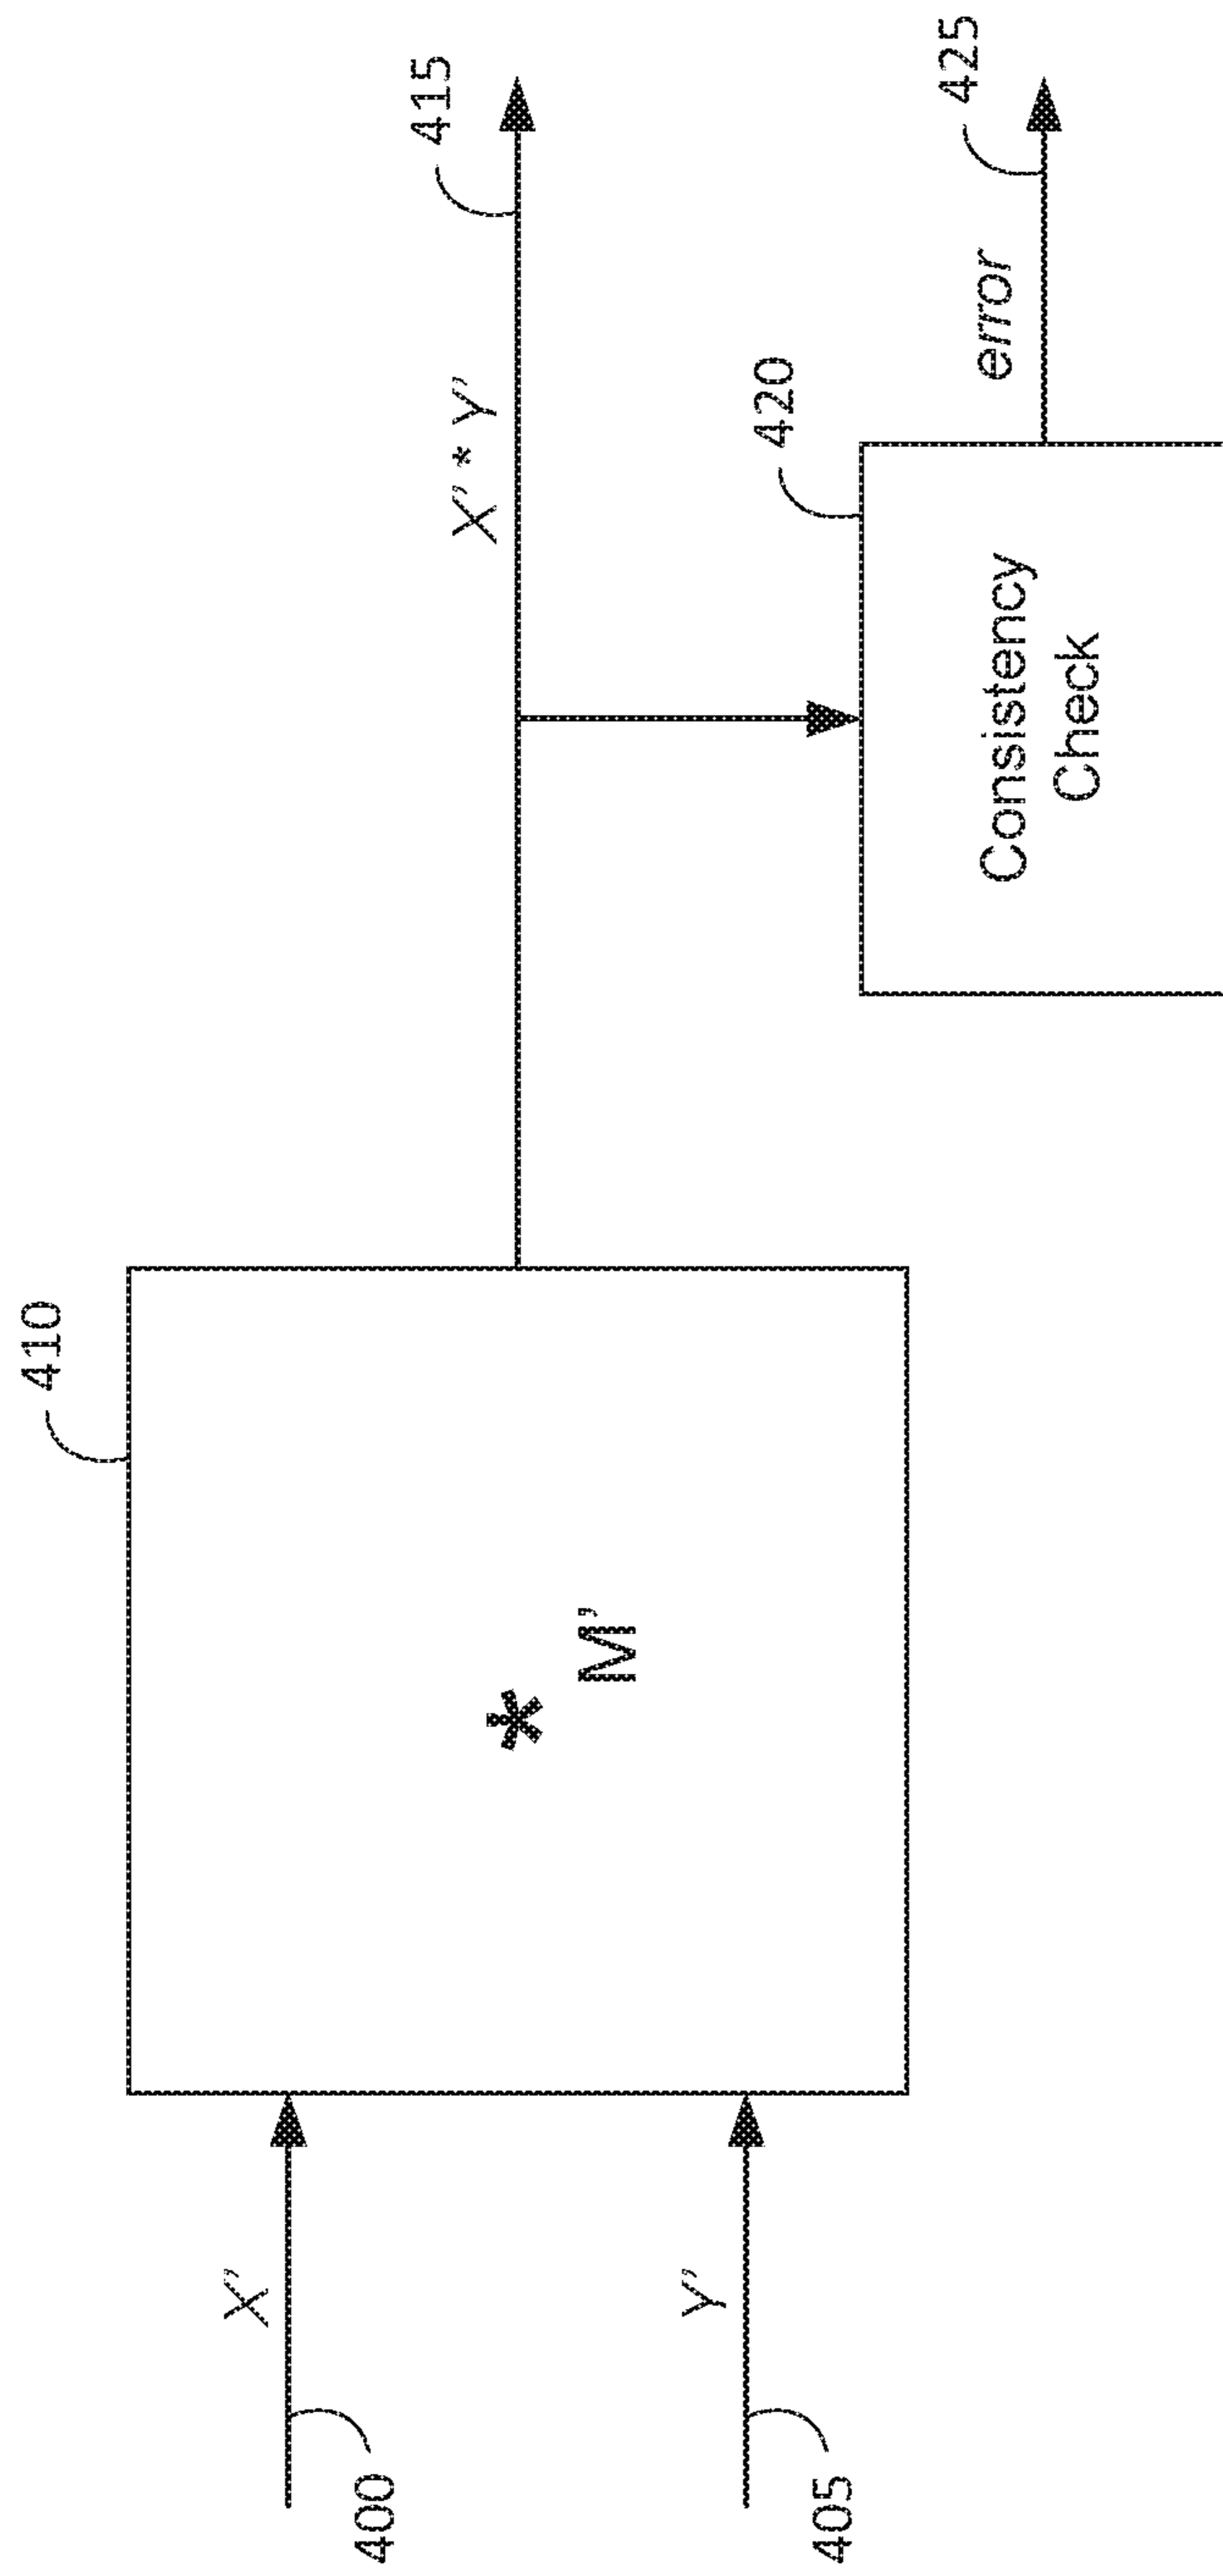 410
415
X' * Y'
X'
400
* M'
Y'
405
420
425
error
Consistency
Check